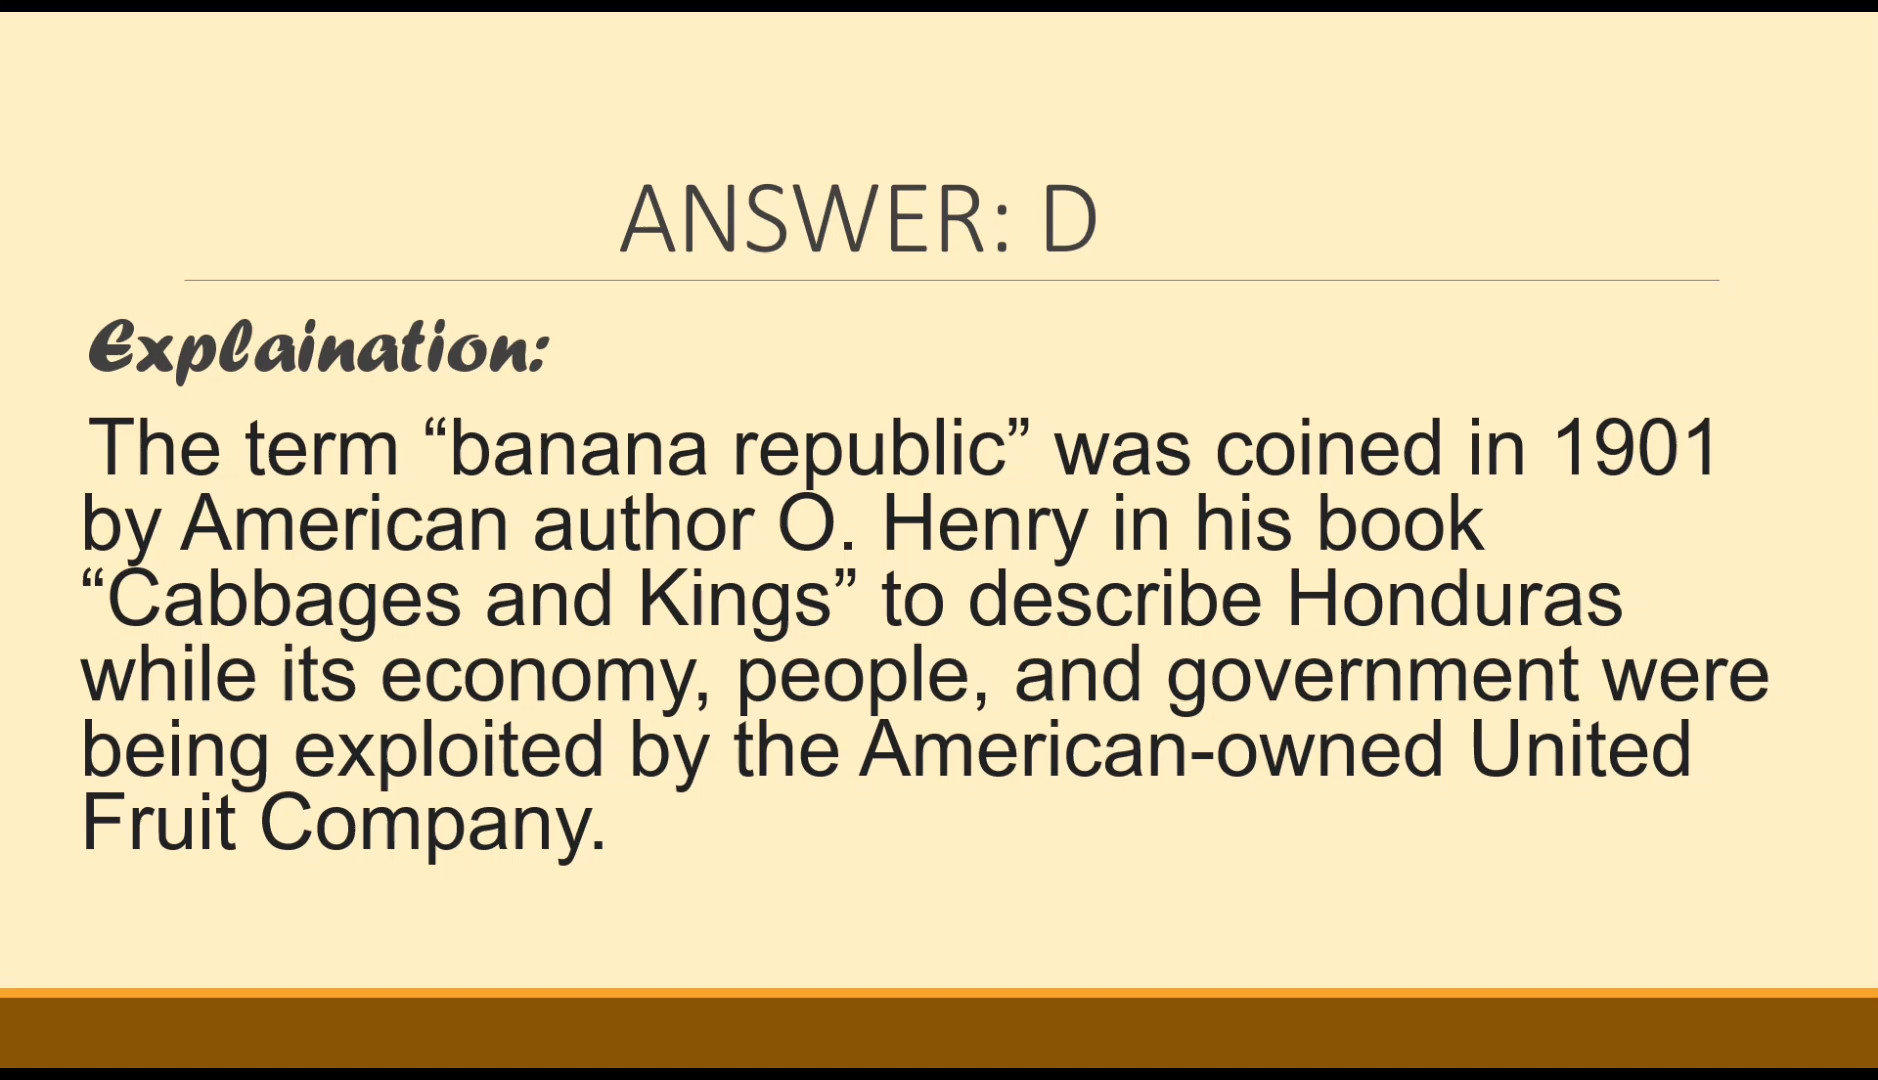 ANSWER: D
Explaination:
The term “banana republic” was coined in 1901
by American author O. Henry in his book
“Cabbages and Kings” to describe Honduras
while its economy, people, and government were
being exploited by the American-owned United
Fruit Company.